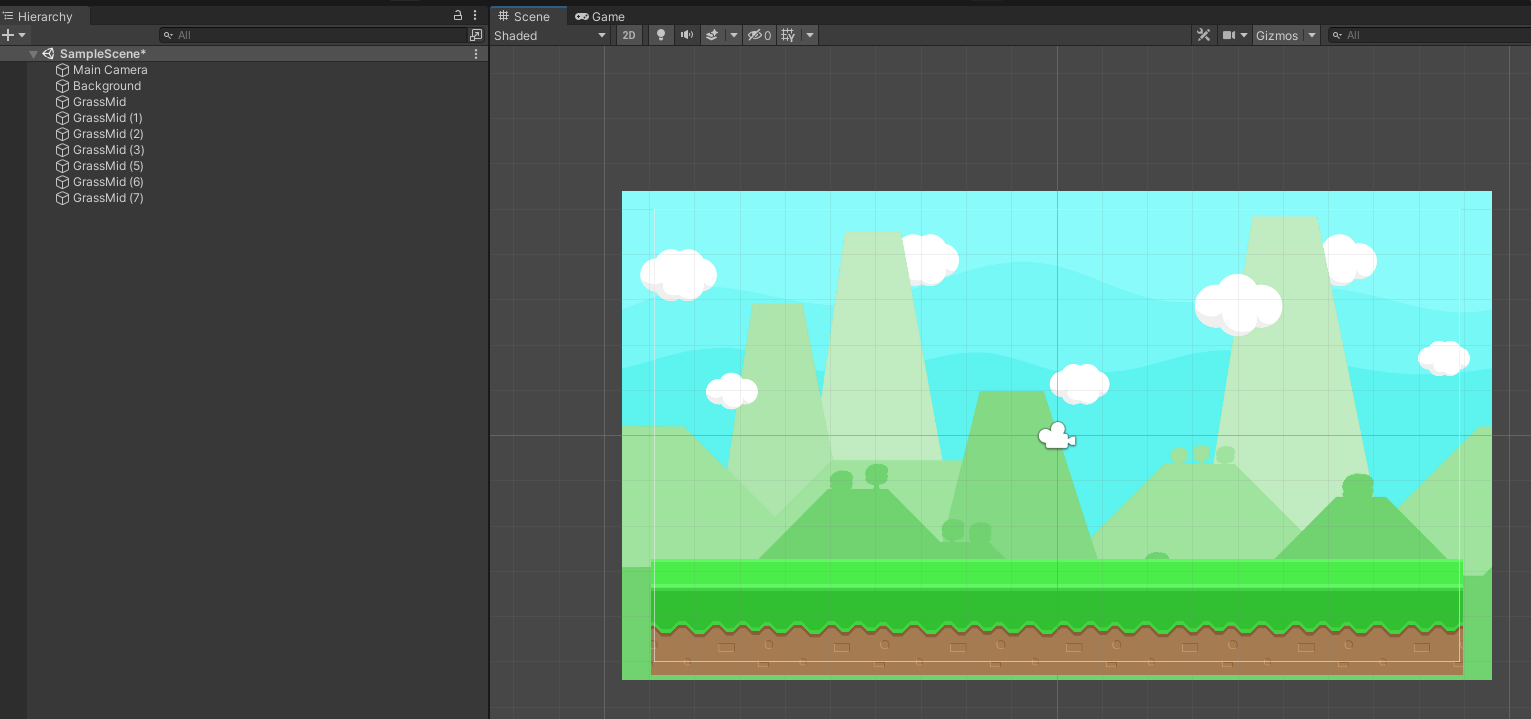 Hierarchy
All
SampleScene*
Main Camera
Background
GrassMid
GrassMid (1)
GrassMid (2)
GrassMid (3)
GrassMid (5)
GrassMid (6)
GrassMid (7)
Scene Game
Shaded 2D 0 Gizmos All